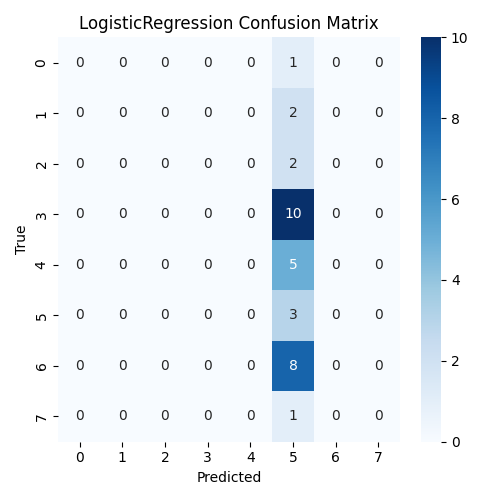 LogisticRegression Confusion Matrix
0 0 0 0 0 0 1 0 0
1 0 0 0 0 0 2 0 0
2 0 0 0 0 0 2 0 0
3 0 0 0 0 0 10 0 0
4 0 0 0 0 0 5 0 0
5 0 0 0 0 0 3 0 0
6 0 0 0 0 0 8 0 0
7 0 0 0 0 0 1 0 0
0 1 2 3 4 5 6 7
True
Predicted
10
8
6
4
2
0